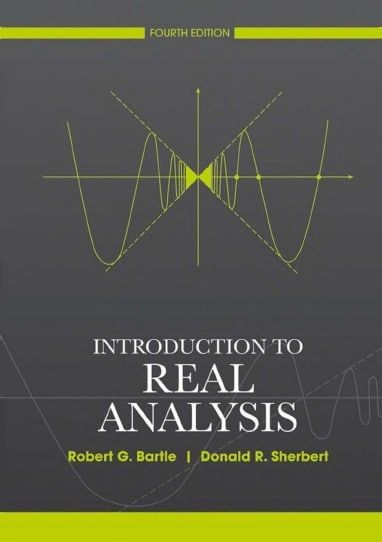 FOURTH EDITION
INTRODUCTION TO
REAL
ANALYSIS
Robert G. Bartle | Donald R. Sherbert